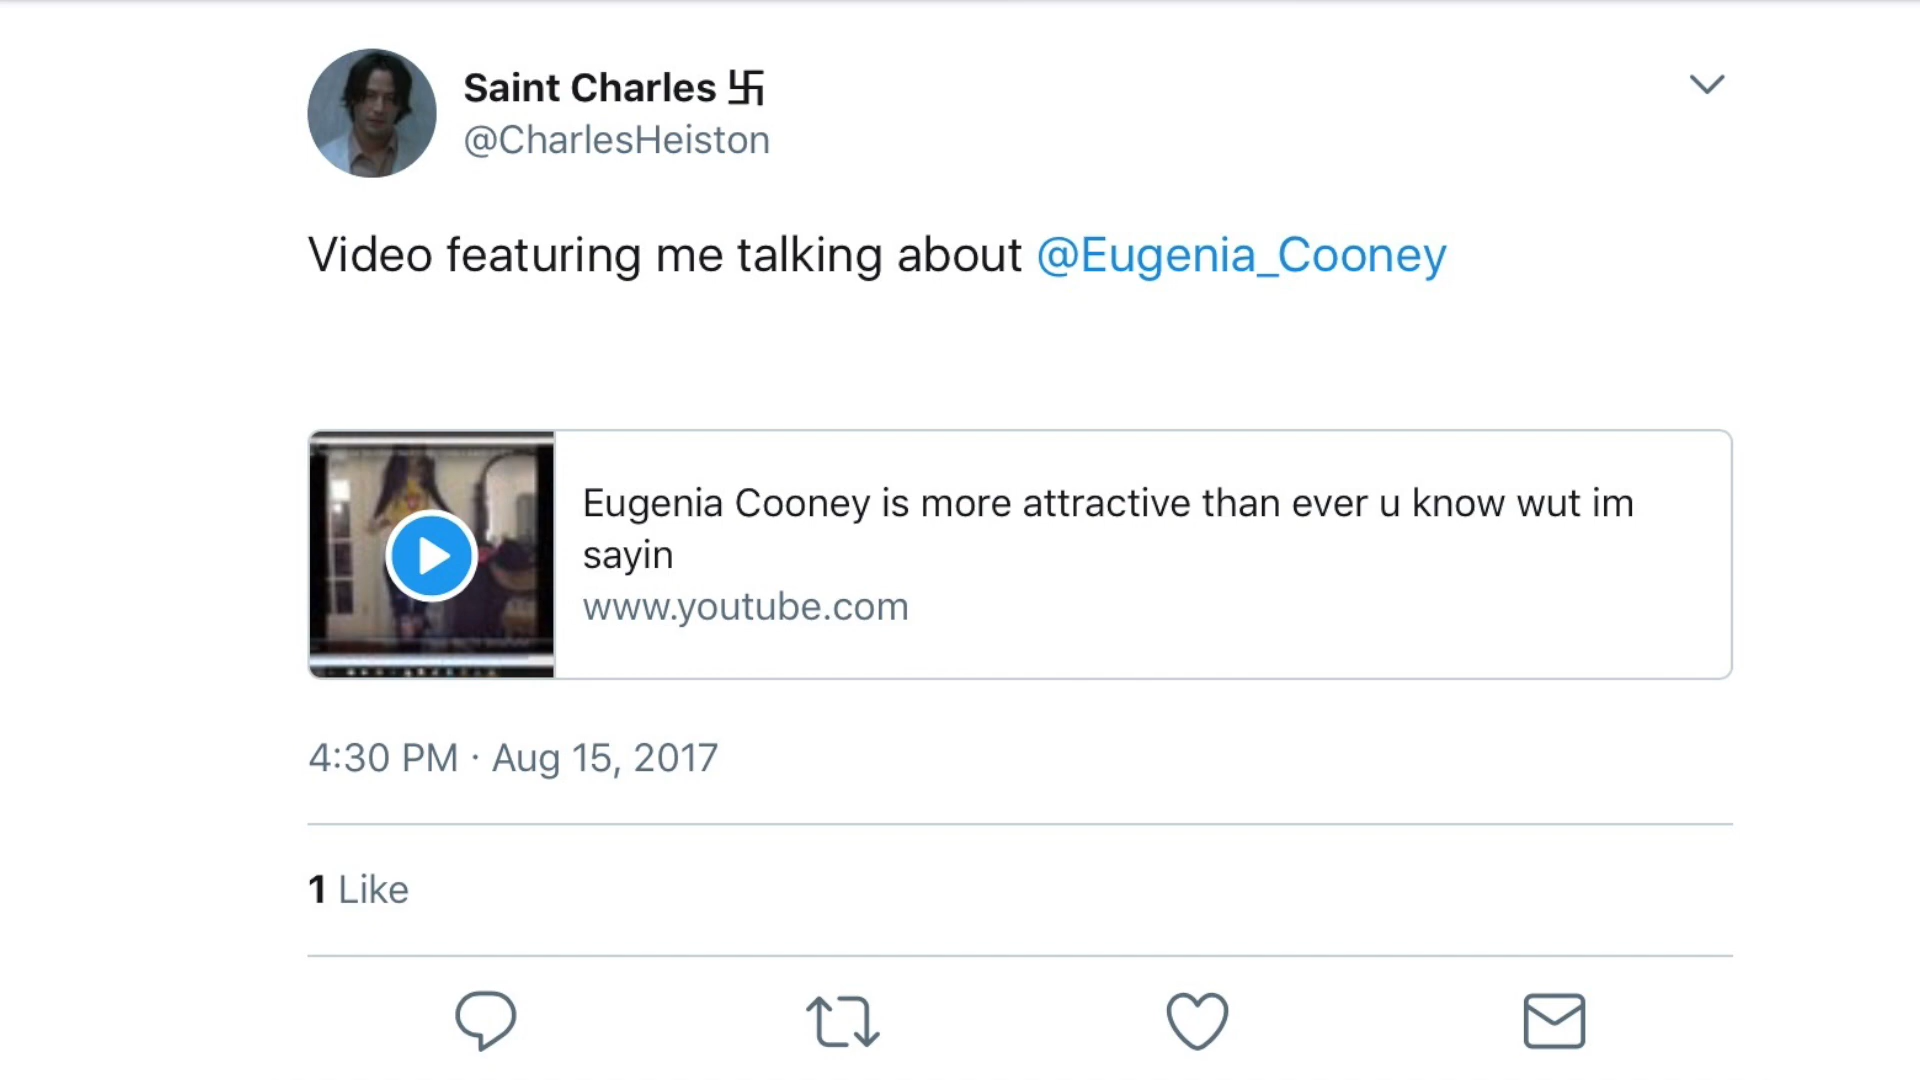 Saint Charles 卐
@CharlesHeiston
Video featuring me talking about @Eugenia_Cooney
Eugenia Cooney is more attractive than ever u know wut im
sayin
www.youtube.com
4:30 PM · Aug 15, 2017
1 Like